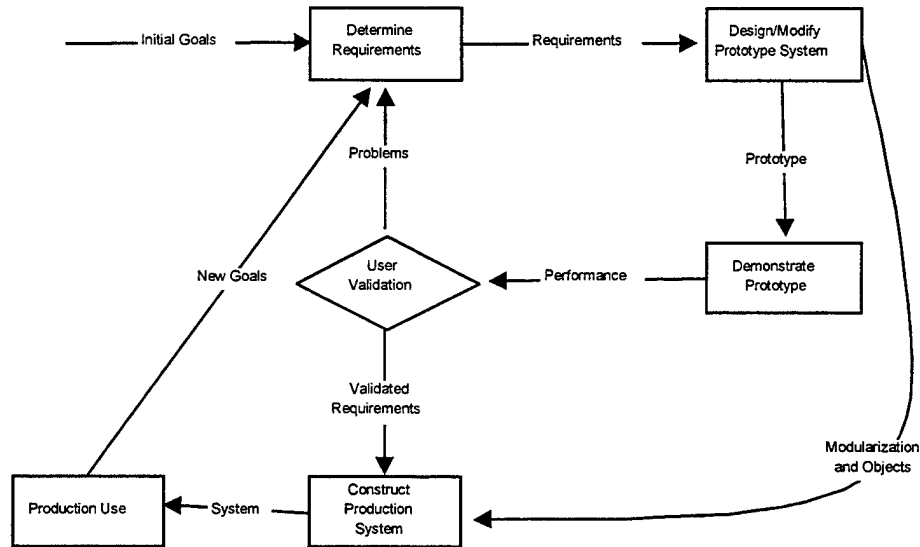 Initial Goals
Determine
Requirements
Requirements
Design/Modify
Prototype System
Problems
Prototype
New Goals
User
Validation
Performance
Demonstrate
Prototype
Validated
Requirements
Modularization
and Objects
Production Use
System
Construct
Production
System